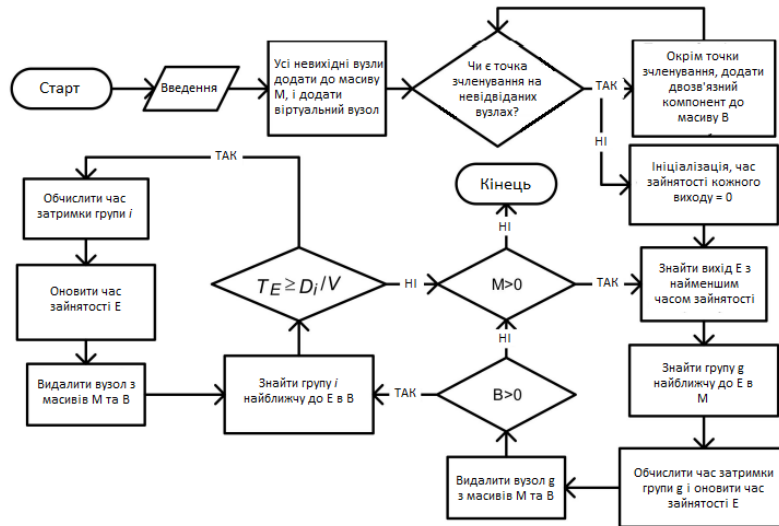 Старт
Введення
Усі невихідні вузли
додати до масиву
М, і додати
віртуальний вузол
Чи є точка
зчленування на
невідвіданих
вузлах?
ТАК
Окрім точки
зчленування, додати
двозв'язний
компонент до
масиву В
НІ
Ініціалізація, час
зайнятості кожного
виходу = 0
ТАК
Обчислити час
затримки групи i
Кінець
НІ
Оновити час
зайнятості Е
T E ≥ D i / V
НІ
M>0
ТАК
Знайти вихід Е з
найменшим
часом зайнятості
НІ
Видалити вузол з
масивів М та В
Знайти групу i
найближчу до Е в В
ТАК
B>0
Знайти групу g
найближчу до Е в
М
Видалити вузол g
з масивів М та В
Обчислити час затримки
групи g і оновити час
зайнятості Е